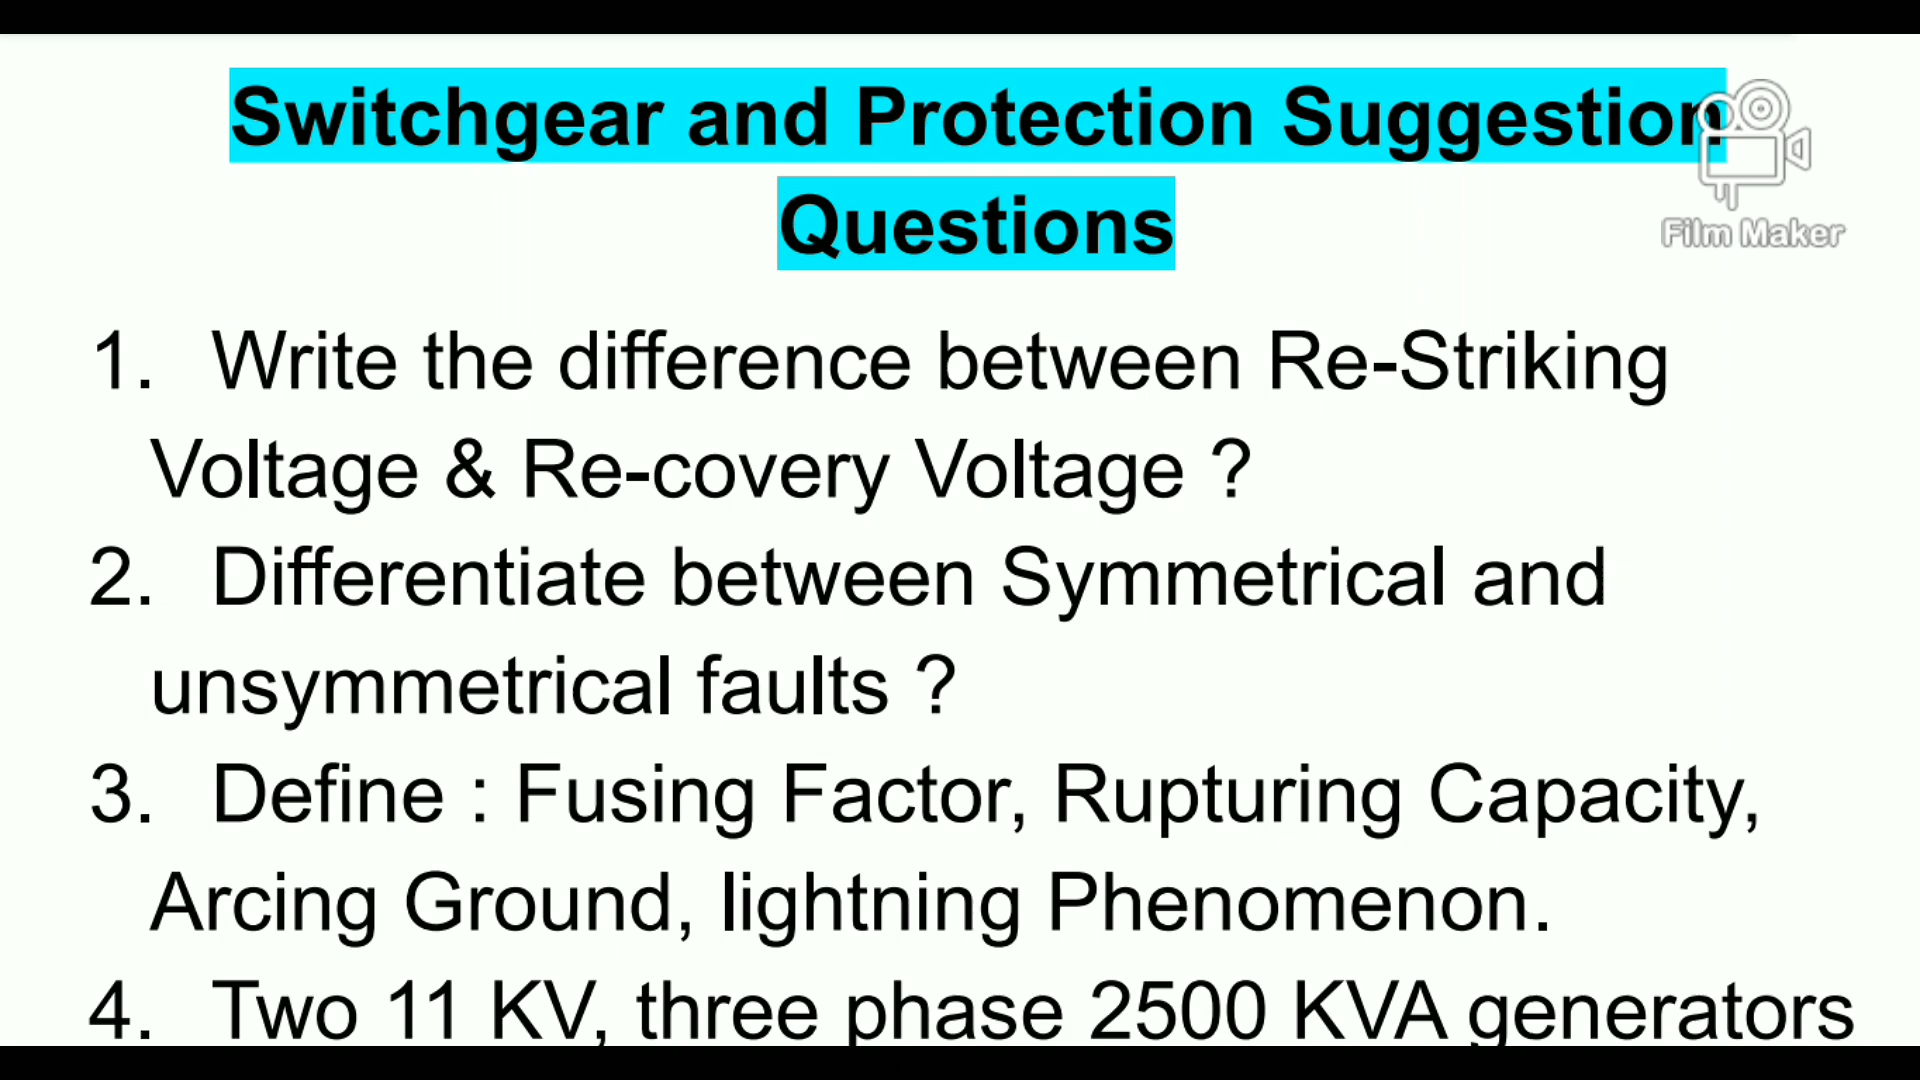 Switchgear and Protection Suggestion
Questions
Film Maker
1. Write the difference between Re-Striking
Voltage & Re-covery Voltage ?
2. Differentiate between Symmetrical and
unsymmetrical faults ?
3. Define : Fusing Factor, Rupturing Capacity,
Arcing Ground, lightning Phenomenon.
4. Two 11 KV, three phase 2500 KVA generators